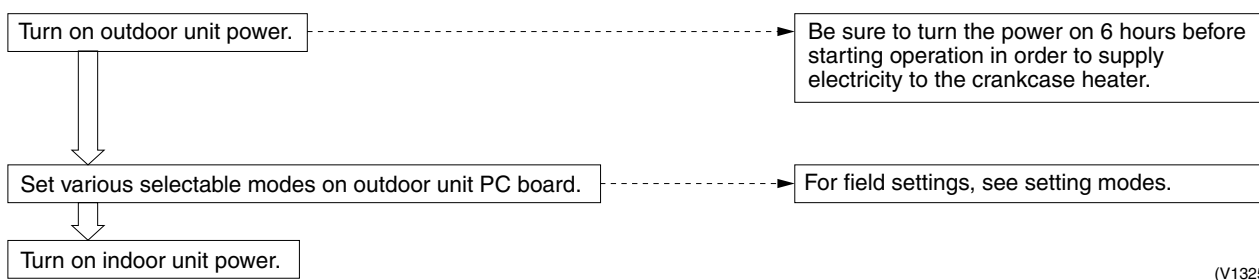 Turn on outdoor unit power.
Be sure to turn the power on 6 hours before
starting operation in order to supply
electricity to the crankcase heater.
Set various selectable modes on outdoor unit PC board.
For field settings, see setting modes.
Turn on indoor unit power.